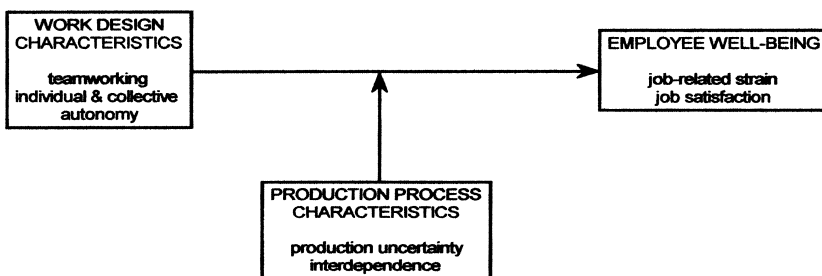 WORK DESIGN
CHARACTERISTICS
teamworking
individual & collective
autonomy
EMPLOYEE WELL-BEING
job-related strain
job satisfaction
PRODUCTION PROCESS
CHARACTERISTICS
production uncertainty
interdependence